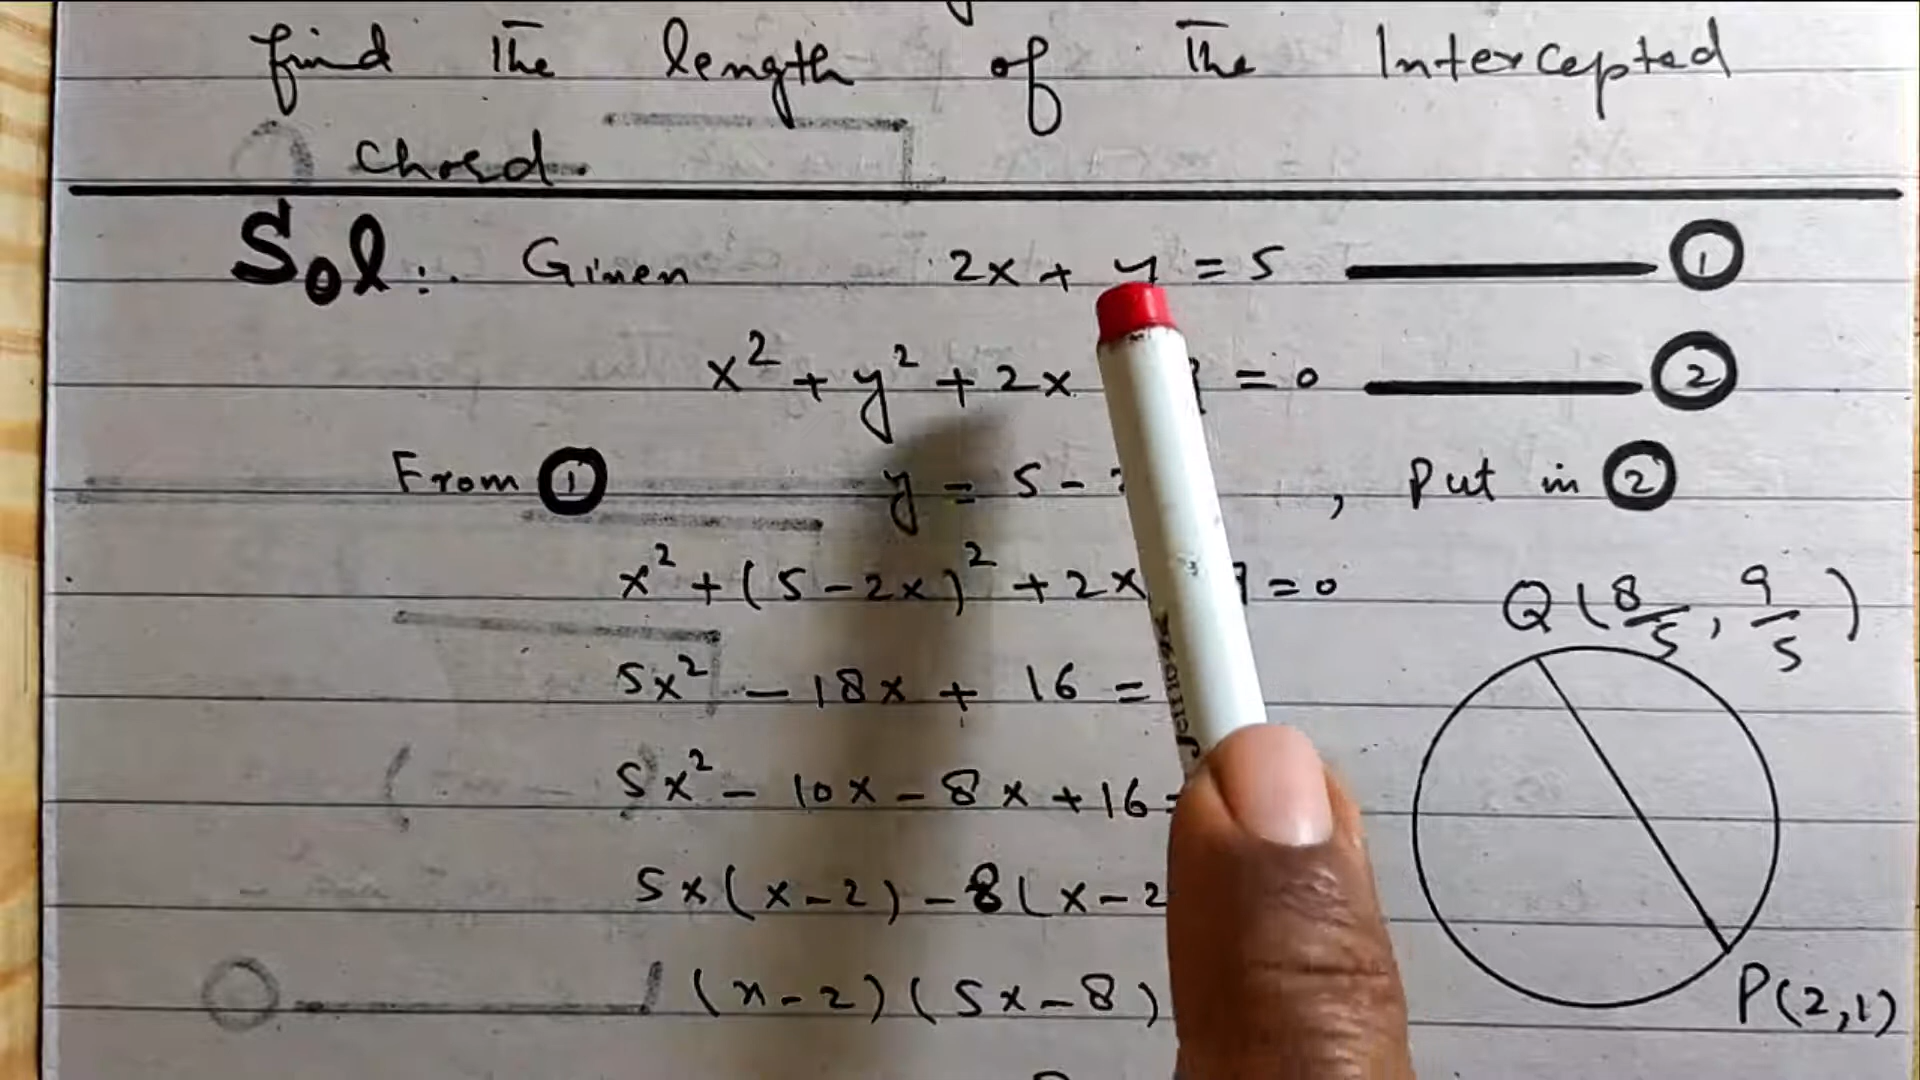 find The length of The Intercepted
Chord.
Sol: Given 2x + y = 5 ①
x² + y² + 2x = 0 ②
From ① y = 5 - , Put in ②
x² + (5 - 2x)² + 2x = 0
Q(8/5, 9/5)
5x² - 18x + 16 =
5x² - 10x - 8x + 16 =
5x(x - 2) - 8(x - 2
(x - 2)(5x - 8)
P(2, 1)